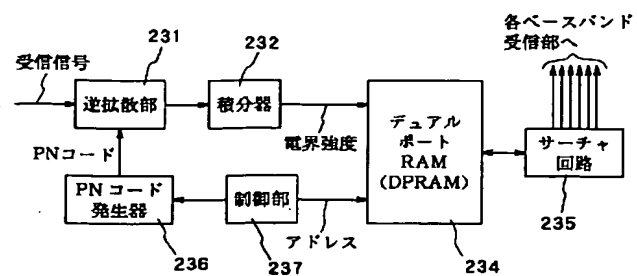 各ベースバンド
受信部へ
231
232
受信信号
逆拡散部
積分器
電界強度
デュアル
ポート
RAM
(DPRAM)
サーチャ
回路
235
PNコード
PN コード
発生器
制御部
アドレス
236
237
234